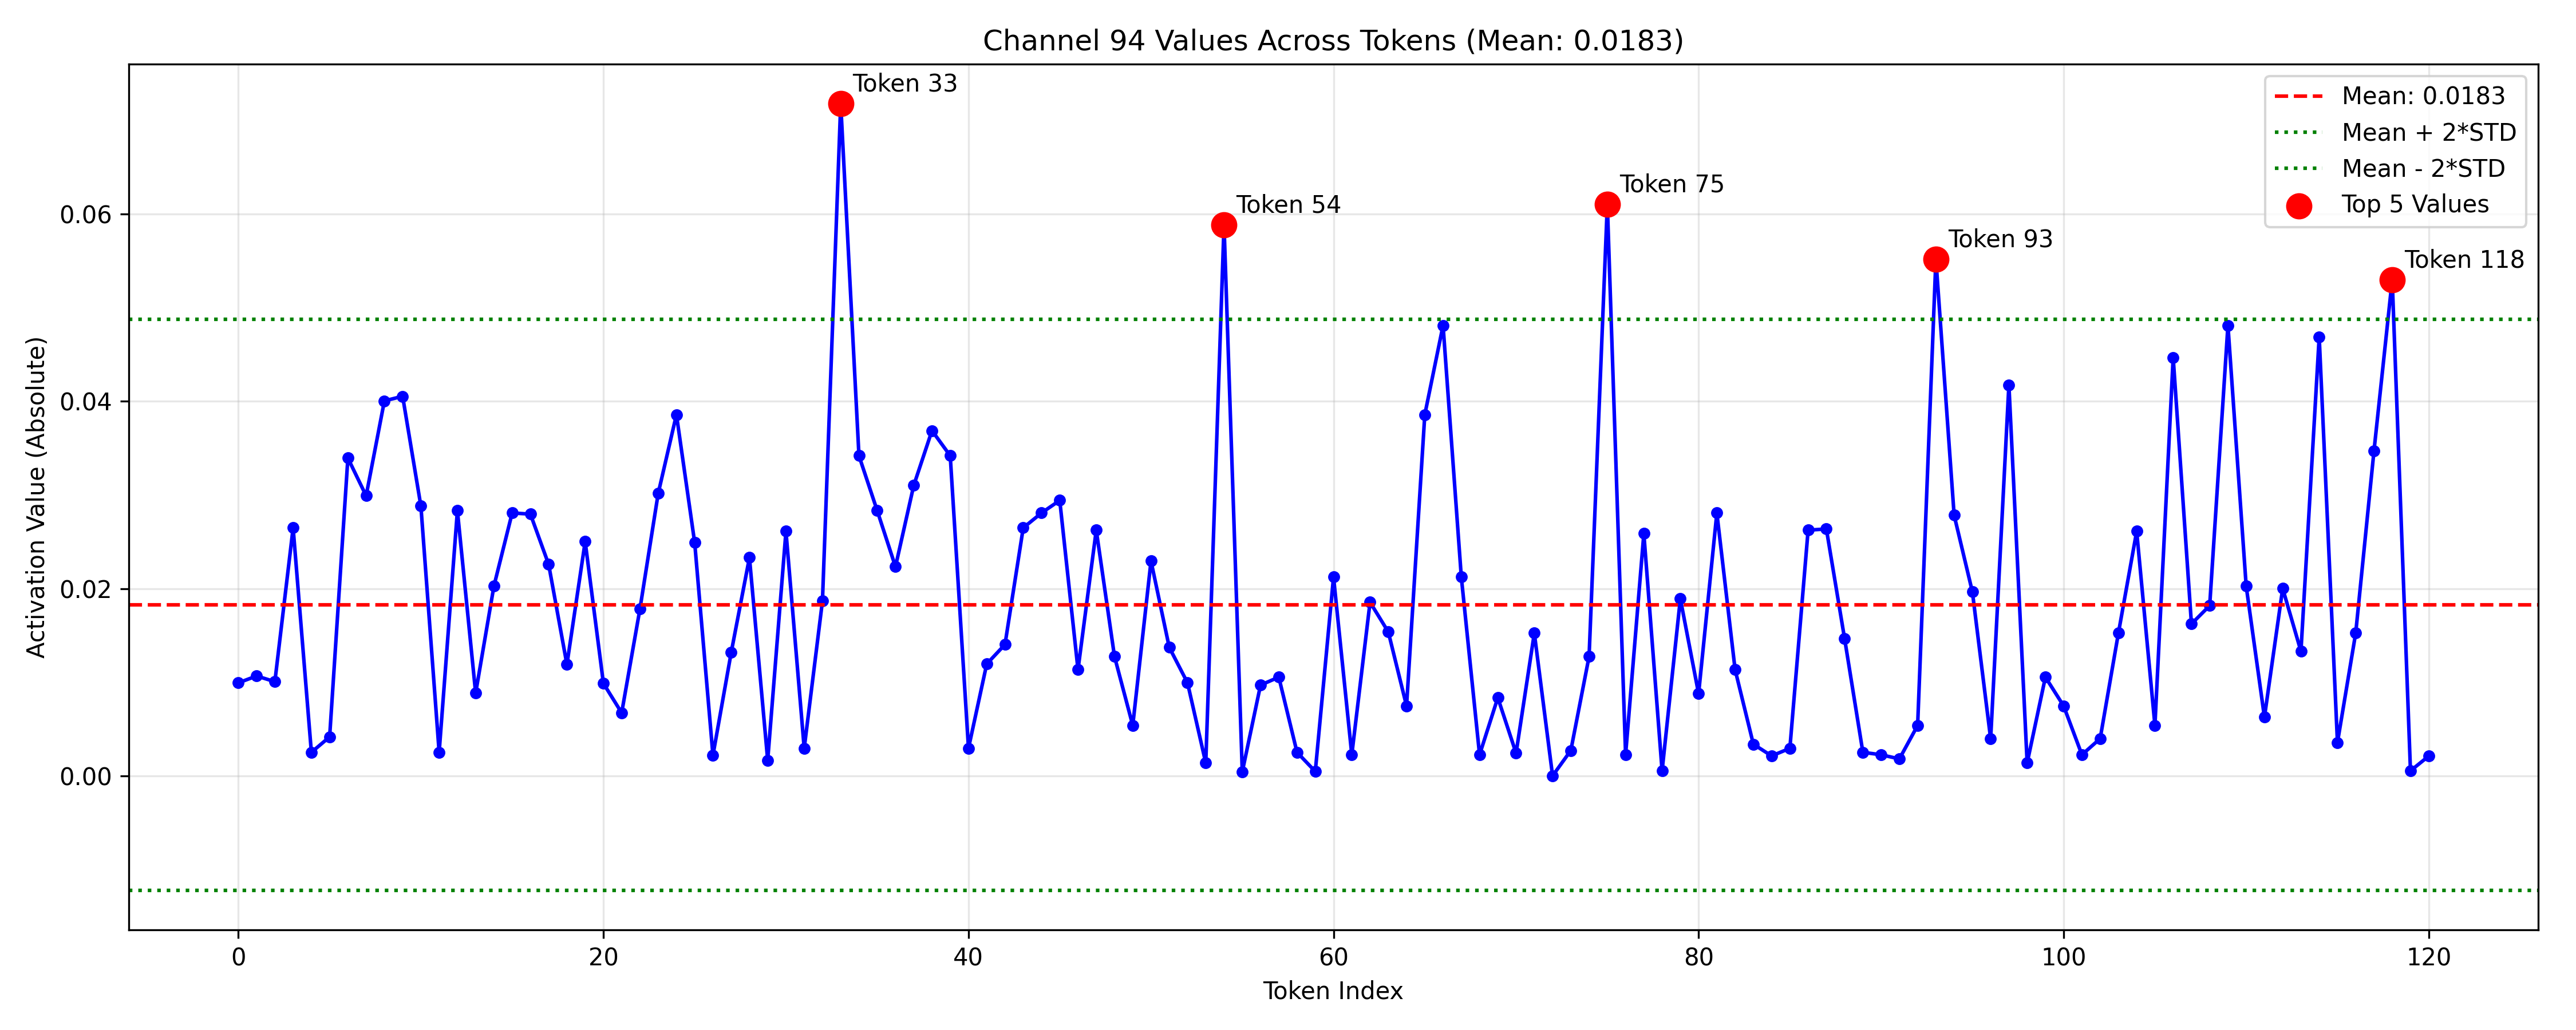 Channel 94 Values Across Tokens (Mean: 0.0183)
Token 33
Token 54
Token 75
Token 93
Token 118
Mean: 0.0183
Mean + 2*STD
Mean - 2*STD
Top 5 Values
Activation Value (Absolute)
0.06
0.04
0.02
0.00
0
20
40
60
80
100
120
Token Index